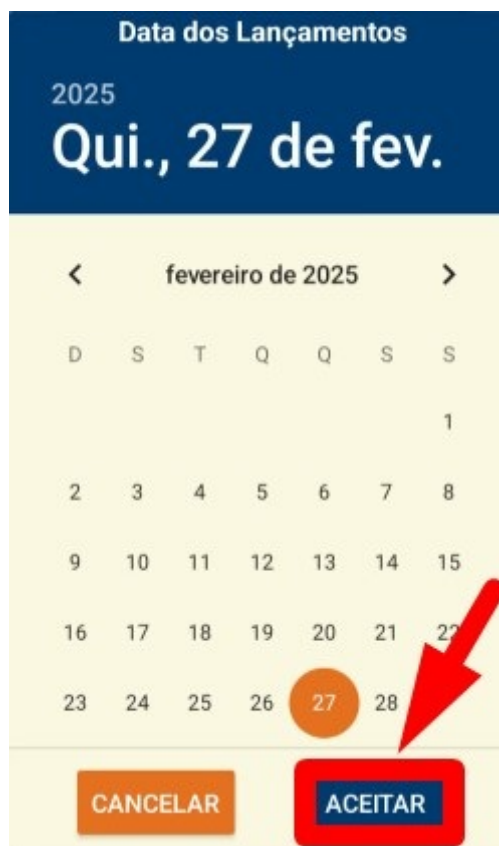 Data dos Lançamentos
2025
Qui., 27 de fev.
< fevereiro de 2025 >
D S T Q Q S S
1
2 3 4 5 6 7 8
9 10 11 12 13 14 15
16 17 18 19 20 21 22
23 24 25 26 27 28
CANCELAR ACEITAR